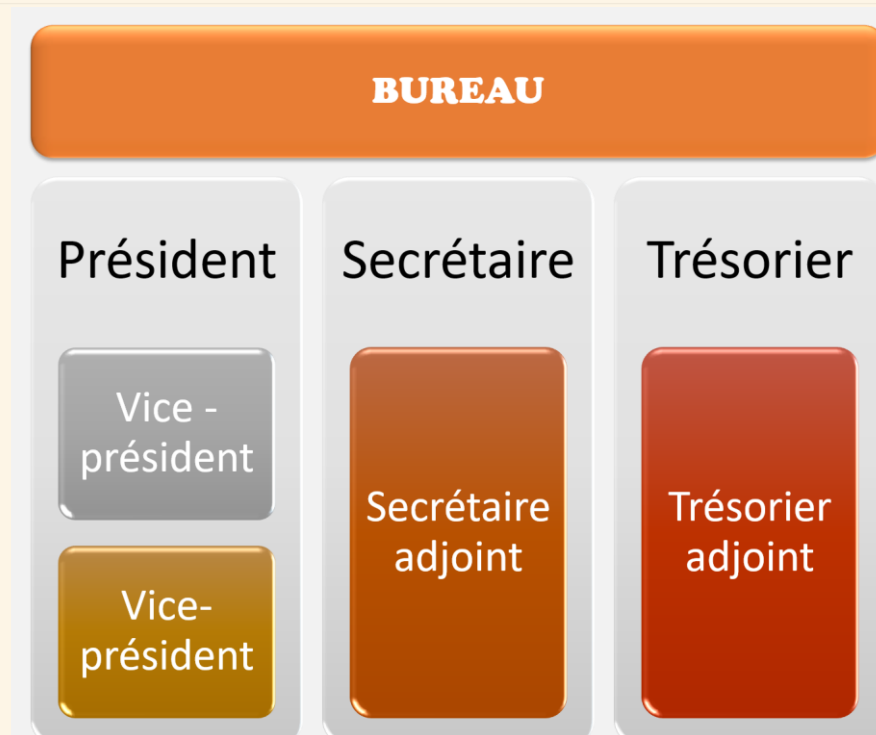 BUREAU
Président
Vice -
président
Vice-
président
Secrétaire
Secrétaire
adjoint
Trésorier
Trésorier
adjoint